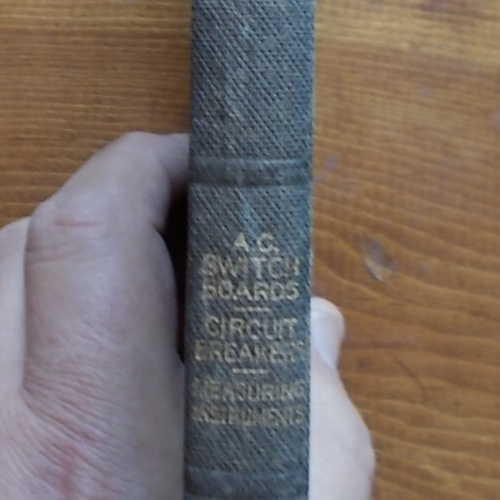 A.C.
SWITCH
BOARDS
CIRCUIT
BREAKERS
MEASURING
INSTRUMENTS